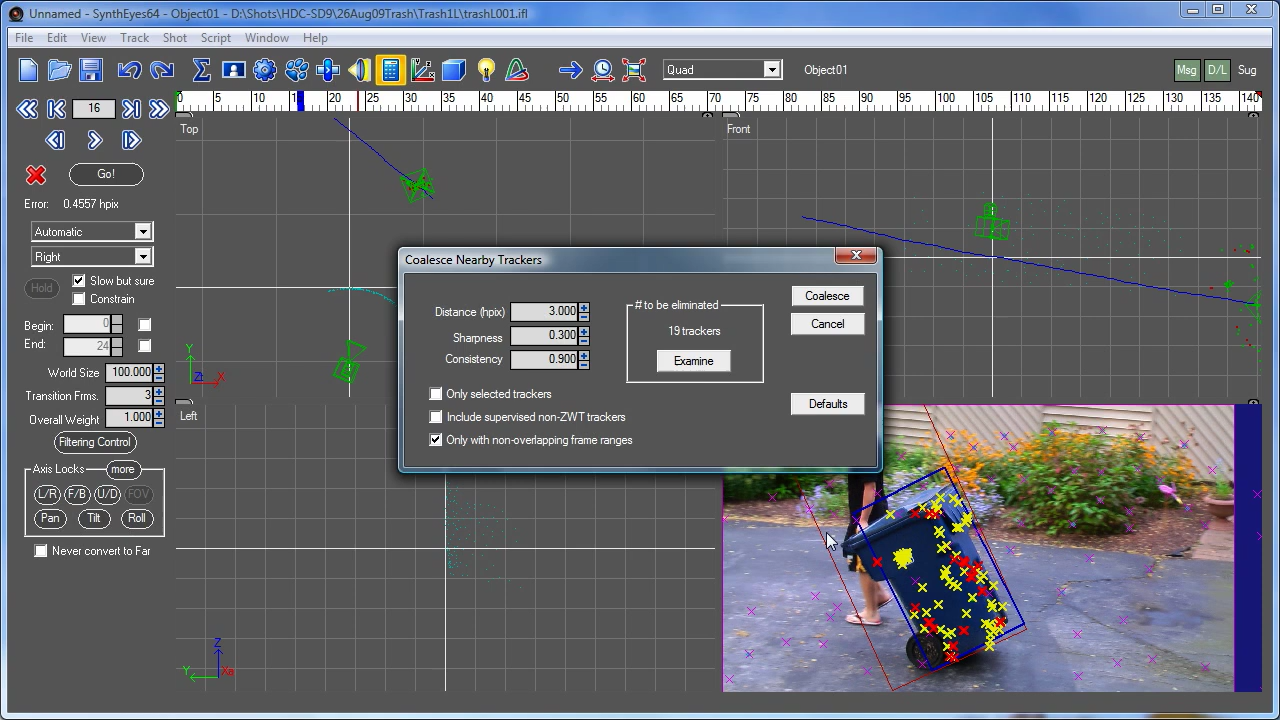 Unnamed - SynthEyes64 - Object01 - D:\Shots\HDC-SD9\26Aug09Trash\Trash1L\trashL001.ifl
File Edit View Track Shot Script Window Help
Quad
Object01
Msg D/L Sug
16
0 5 10 15 20 25 30 35 40 45 50 55 60 65 70 75 80 85 90 95 100 105 110 115 120 125 130 135 140
Go!
Error: 0.4557 hpix
Automatic
Right
Hold
Slow but sure
Constrain
Begin: 0
End: 24
World Size 100.000
Transition Frms. 3
Overall Weight 1.000
Filtering Control
Axis Locks more
L/R F/B U/D FOV
Pan Tilt Roll
Never convert to Far
Top
Y
X
Front
Left
Z
Y
Coalesce Nearby Trackers
Distance (hpix) 3.000
Sharpness 0.300
Consistency 0.900
# to be eliminated
19 trackers
Examine
Coalesce
Cancel
Defaults
Only selected trackers
Include supervised non-ZWT trackers
Only with non-overlapping frame ranges